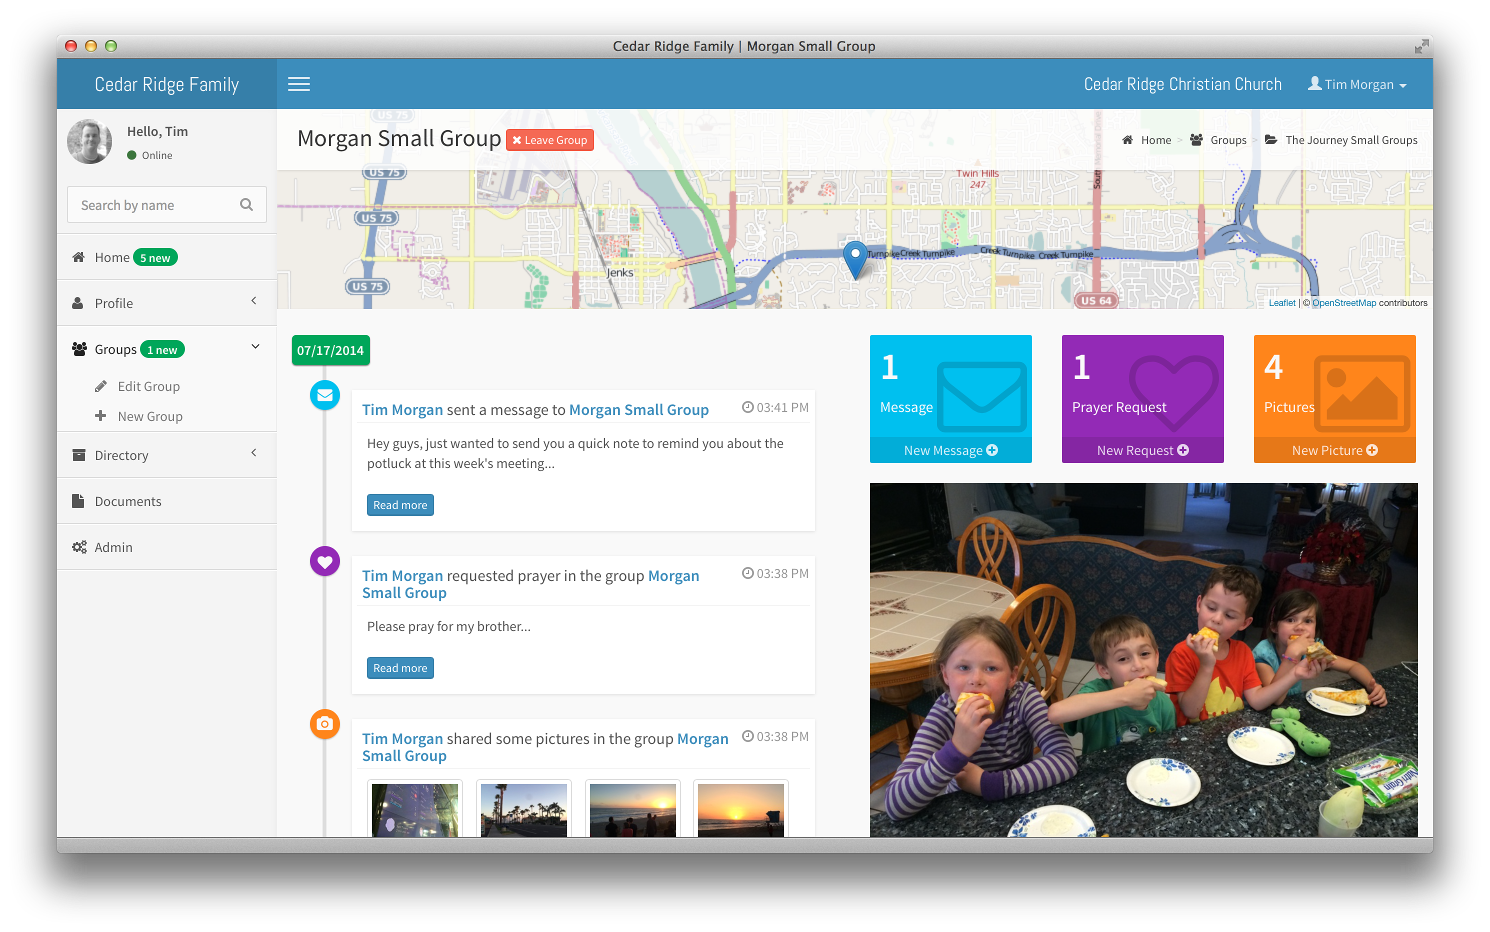 Cedar Ridge Family | Morgan Small Group
Cedar Ridge Family
Cedar Ridge Christian Church
Tim Morgan
Hello, Tim
Online
Search by name
Home 5 new
Profile
Groups 1 new
Edit Group
New Group
Directory
Documents
Admin
Morgan Small Group
Leave Group
Home > Groups > The Journey Small Groups
US 75
Twin Hills
247
US 75
Jenks
Turnpike
Creek Turnpike
Creek Turnpike
Creek Turnpike
US 75
US 64
Leaflet | © OpenStreetMap contributors
07/17/2014
Tim Morgan sent a message to Morgan Small Group
03:41 PM
Hey guys, just wanted to send you a quick note to remind you about the
potluck at this week's meeting...
Read more
Tim Morgan requested prayer in the group Morgan
Small Group
03:38 PM
Please pray for my brother...
Read more
Tim Morgan shared some pictures in the group Morgan
Small Group
03:38 PM
1
Message
New Message
1
Prayer Request
New Request
4
Pictures
New Picture
Nutri Grain